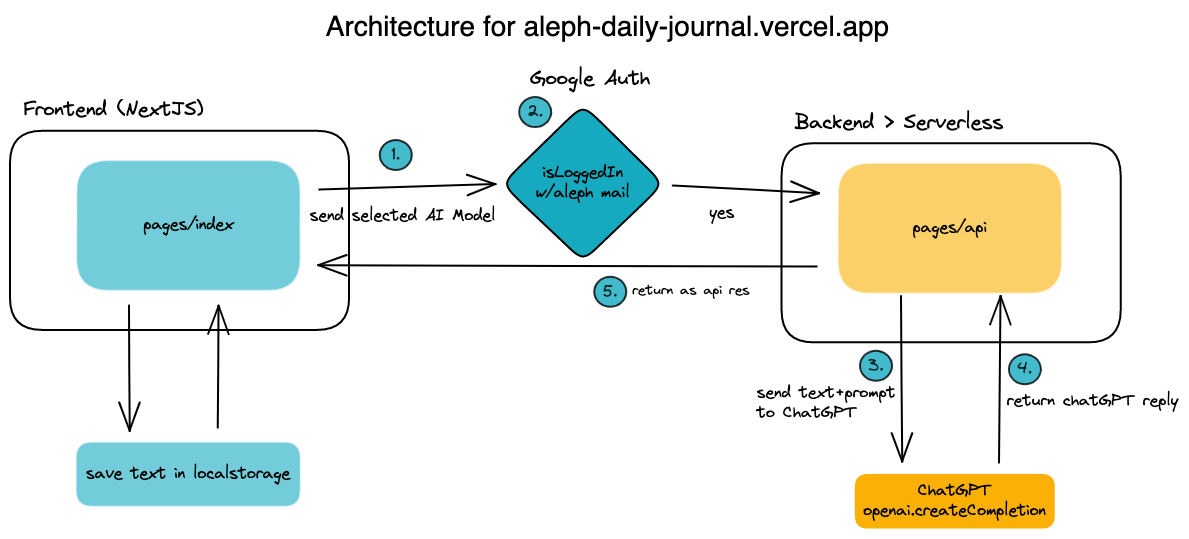 Architecture for aleph-daily-journal.vercel.app
Google Auth
Frontend (NextJS)
2.
Backend > Serverless
1.
isLoggedIn
w/aleph mail
send selected AI Model
yes
pages/index
pages/api
5.
return as api res
3.
4.
send text+prompt
to ChatGPT
return chatGPT reply
save text in localstorage
ChatGPT
openai.createCompletion